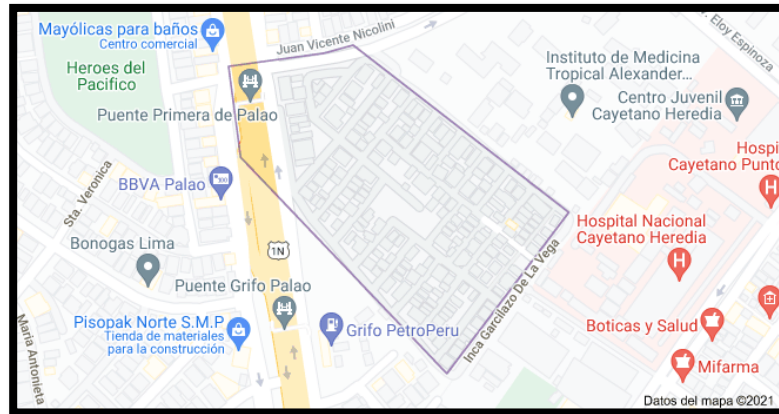 Mayólicas para baños
Centro comercial
Juan Vicente Nicolini
Eloy Espinoza
Heroes del
Pacifico
Instituto de Medicina
Tropical Alexander...
Puente Primera de Palao
Centro Juvenil
Cayetano Heredia
Cayetano Punto
Sta. Veronica
BBVA Palao
Hospital Nacional
Cayetano Heredia
H
H
Bonogas Lima
1N
Inca Garcilazo De La Vega
Puente Grifo Palao
Pisopak Norte S.M.P
Tienda de materiales
para la construcción
Grifo PetroPeru
Boticas y Salud
Maria Antonieta
Mifarma
Datos del mapa ©2021